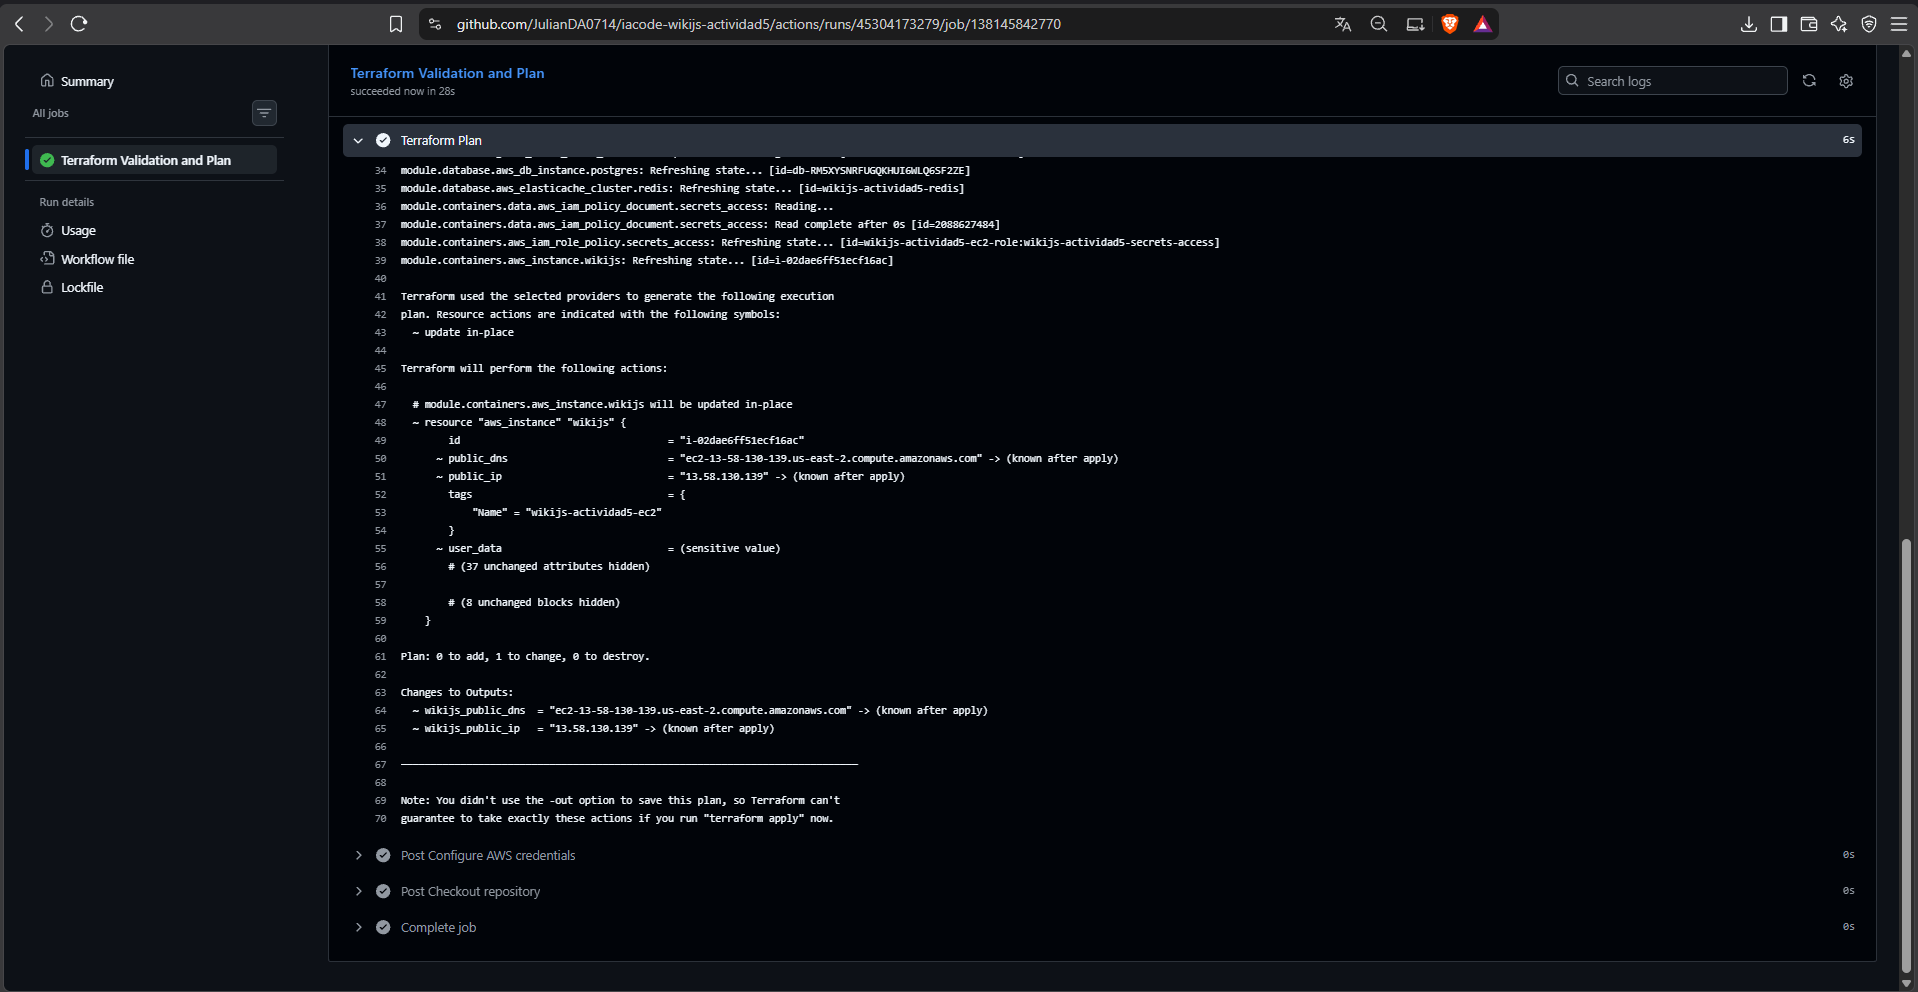 github.com/JulianDA0714/iacode-wikijs-actividad5/actions/runs/45304173279/job/138145842770
Summary
All jobs
Terraform Validation and Plan
Run details
Usage
Workflow file
Lockfile
Terraform Validation and Plan
succeeded now in 28s
Search logs
Terraform Plan
6s
34 module.database.aws_db_instance.postgres: Refreshing state... [id=db-RM5XYSNRFUGQKHUI6WLQ6SF2ZE]
35 module.database.aws_elasticache_cluster.redis: Refreshing state... [id=wikijs-actividad5-redis]
36 module.containers.data.aws_iam_policy_document.secrets_access: Reading...
37 module.containers.data.aws_iam_policy_document.secrets_access: Read complete after 0s [id=2088627484]
38 module.containers.aws_iam_role_policy.secrets_access: Refreshing state... [id=wikijs-actividad5-ec2-role:wikijs-actividad5-secrets-access]
39 module.containers.aws_instance.wikijs: Refreshing state... [id=i-02dae6ff51ecf16ac]
40
41 Terraform used the selected providers to generate the following execution
42 plan. Resource actions are indicated with the following symbols:
43 ~ update in-place
44
45 Terraform will perform the following actions:
46
47 # module.containers.aws_instance.wikijs will be updated in-place
48 ~ resource "aws_instance" "wikijs" {
49 id = "i-02dae6ff51ecf16ac"
50 ~ public_dns = "ec2-13-58-130-139.us-east-2.compute.amazonaws.com" -> (known after apply)
51 ~ public_ip = "13.58.130.139" -> (known after apply)
52 tags = {
53 "Name" = "wikijs-actividad5-ec2"
54 }
55 ~ user_data = (sensitive value)
56 # (37 unchanged attributes hidden)
57
58 # (8 unchanged blocks hidden)
59 }
60
61 Plan: 0 to add, 1 to change, 0 to destroy.
62
63 Changes to Outputs:
64 ~ wikijs_public_dns = "ec2-13-58-130-139.us-east-2.compute.amazonaws.com" -> (known after apply)
65 ~ wikijs_public_ip = "13.58.130.139" -> (known after apply)
66
67 ─────────────────────────────────────────────────────────────────────────────
68
69 Note: You didn't use the -out option to save this plan, so Terraform can't
70 guarantee to take exactly these actions if you run "terraform apply" now.
Post Configure AWS credentials
0s
Post Checkout repository
0s
Complete job
0s